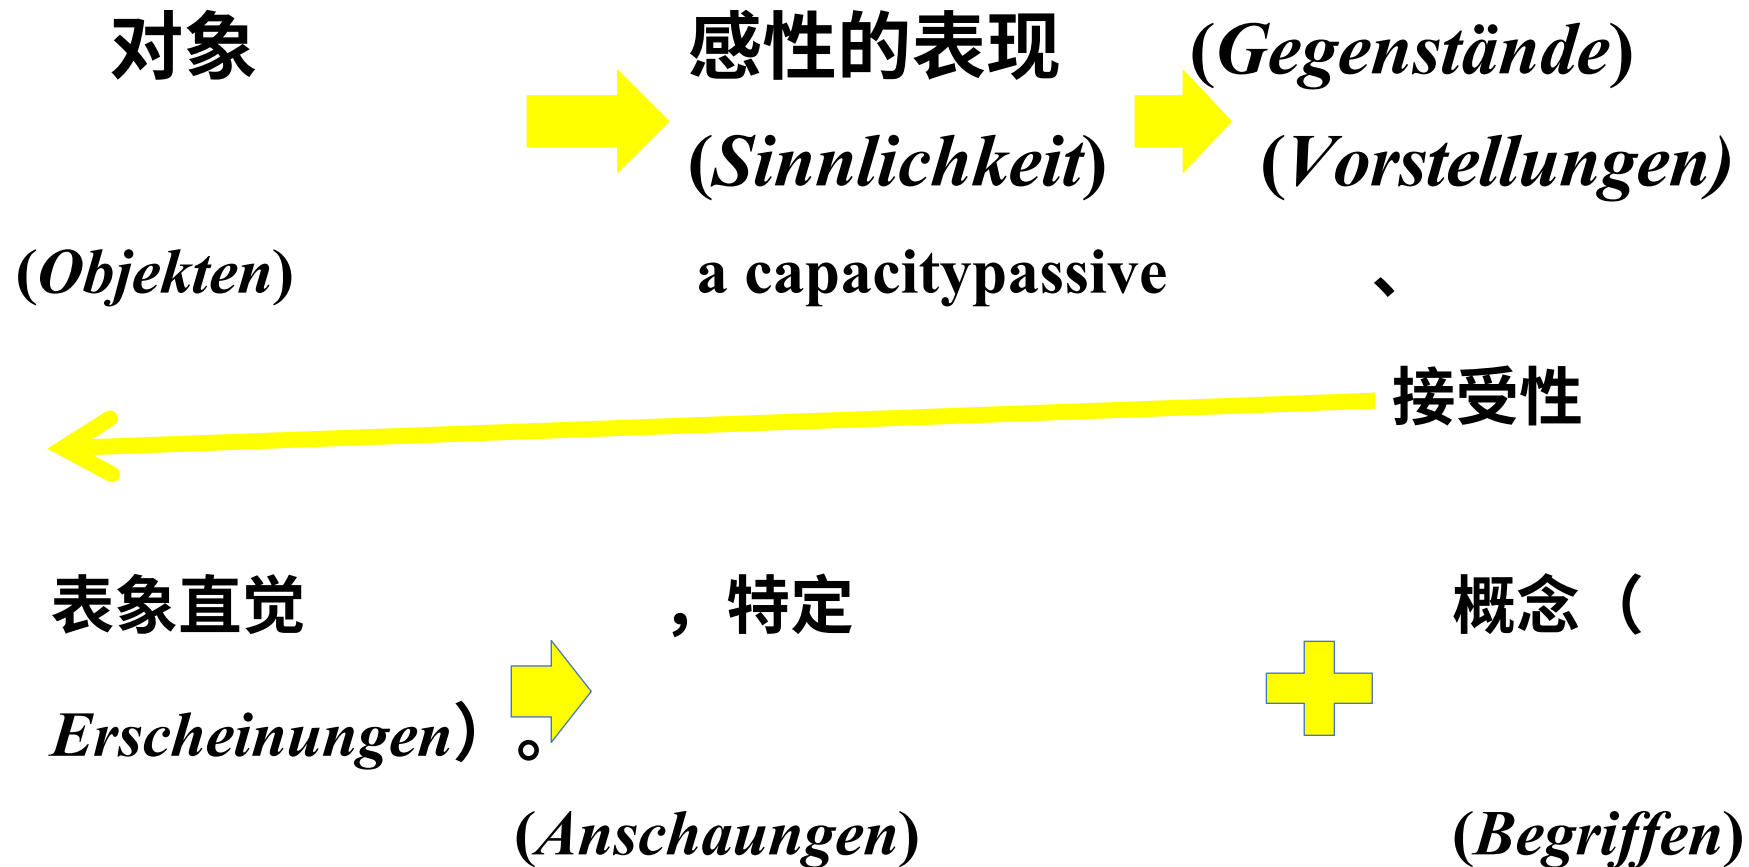 对象 感性的表现 (Gegenstände)
(Sinnlichkeit) (Vorstellungen)
(Objekten) a capacitypassive 、
接受性
表象直觉 ，特定 概念（
Erscheinungen）。
(Anschaungen) (Begriffen)